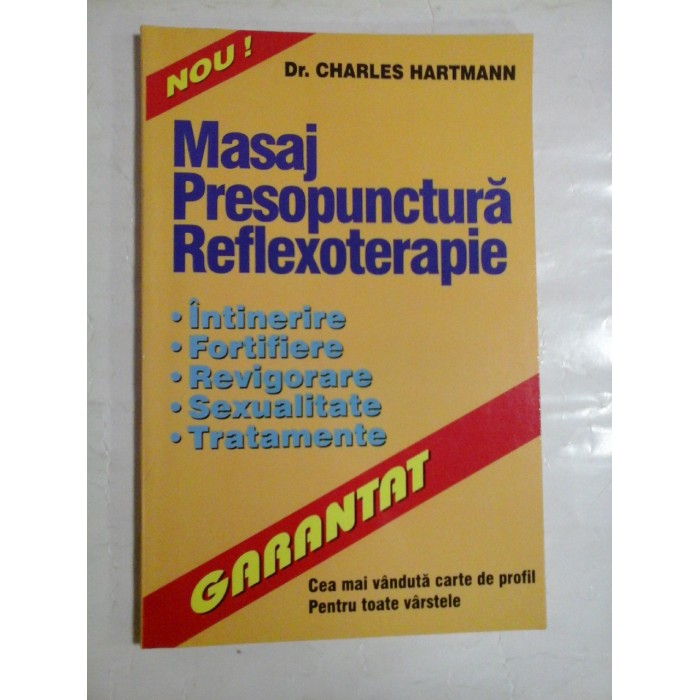 NOU !
Dr. CHARLES HARTMANN
Masaj
Presopunctură
Reflexoterapie
• Întinerire
• Fortifiere
• Revigorare
• Sexualitate
• Tratamente
GARANTAT
Cea mai vândută carte de profil
Pentru toate vârstele